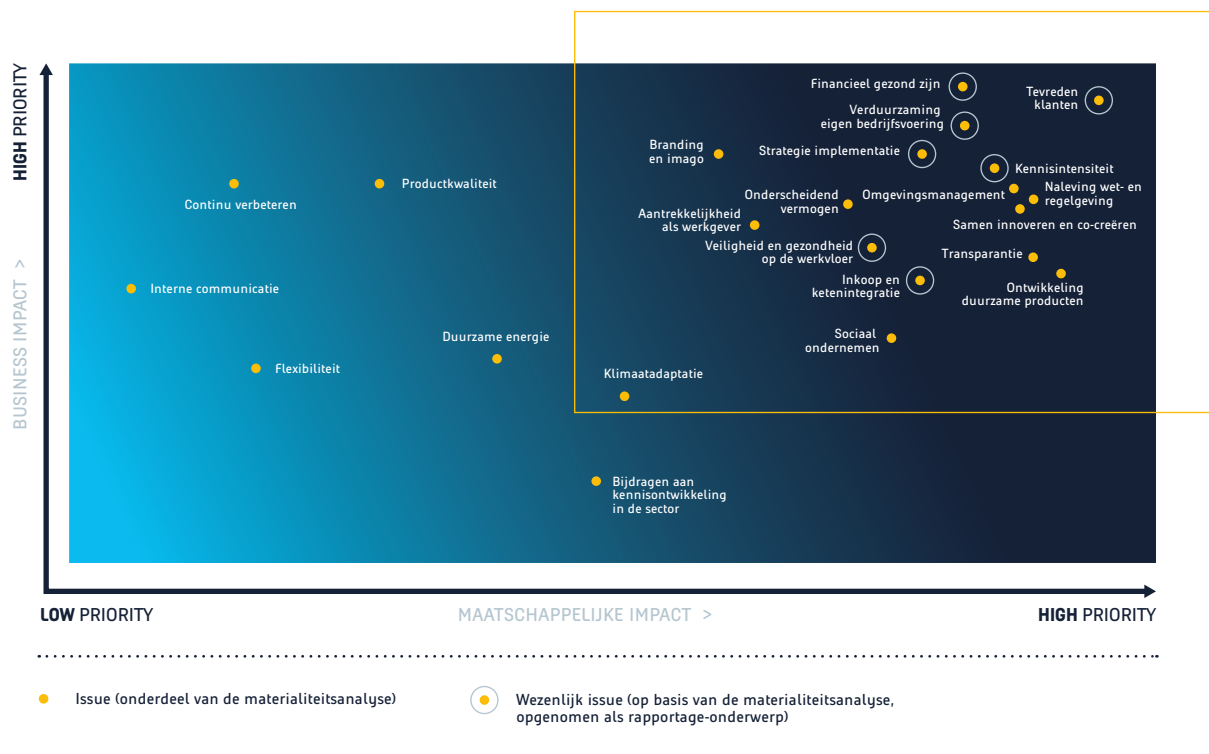 HIGH PRIORITY
BUSINESS IMPACT >
Financieel gezond zijn
Tevreden
klanten
Verduurzaming
eigen bedrijfsvoering
Branding
en imago
Strategie implementatie
Kennisintensiteit
Continu verbeteren
Productkwaliteit
Onderscheidend
vermogen
Omgevingsmanagement
Naleving wet- en
regelgeving
Aantrekkelijkheid
als werkgever
Samen innoveren en co-creëren
Veiligheid en gezondheid
op de werkvloer
Transparantie
Interne communicatie
Inkoop en
ketenintegratie
Ontwikkeling
duurzame producten
Duurzame energie
Sociaal
ondernemen
Flexibiliteit
Klimaatadaptatie
Bijdragen aan
kennisontwikkeling
in de sector
LOW PRIORITY
MAATSCHAPPELIJKE IMPACT >
HIGH PRIORITY
Issue (onderdeel van de materialiteitsanalyse)
Wezenlijk issue (op basis van de materialiteitsanalyse,
opgenomen als rapportage-onderwerp)